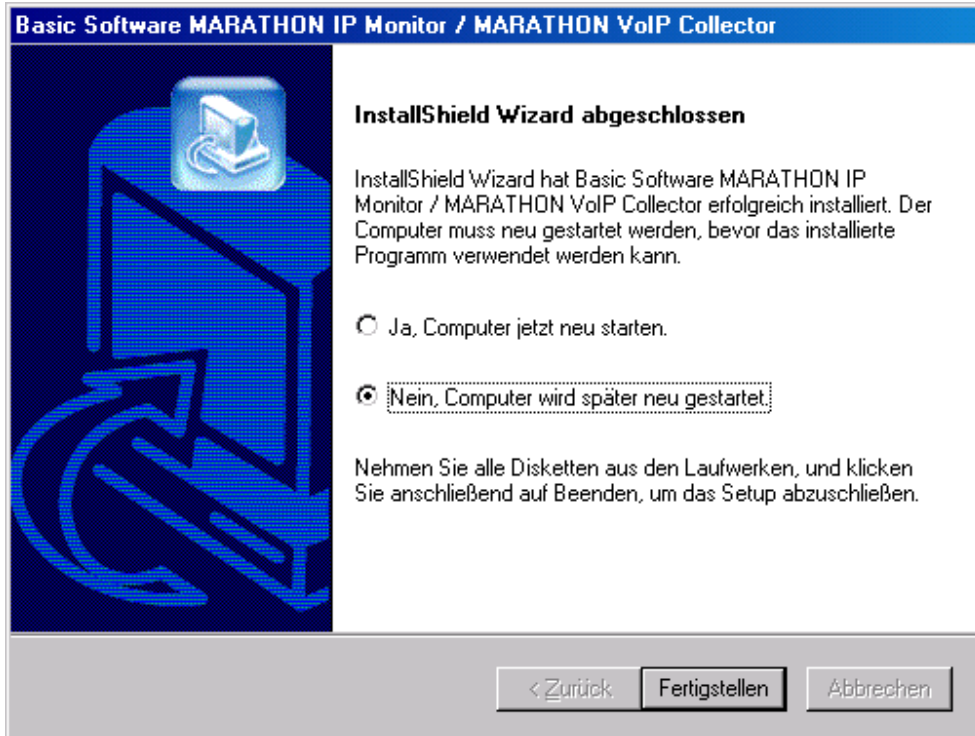 Basic Software MARATHON IP Monitor / MARATHON VoIP Collector
InstallShield Wizard abgeschlossen
InstallShield Wizard hat Basic Software MARATHON IP
Monitor / MARATHON VoIP Collector erfolgreich installiert. Der
Computer muss neu gestartet werden, bevor das installierte
Programm verwendet werden kann.
Ja, Computer jetzt neu starten.
Nein, Computer wird später neu gestartet.
Nehmen Sie alle Disketten aus den Laufwerken, und klicken
Sie anschließend auf Beenden, um das Setup abzuschließen.
< Zurück Fertigstellen Abbrechen